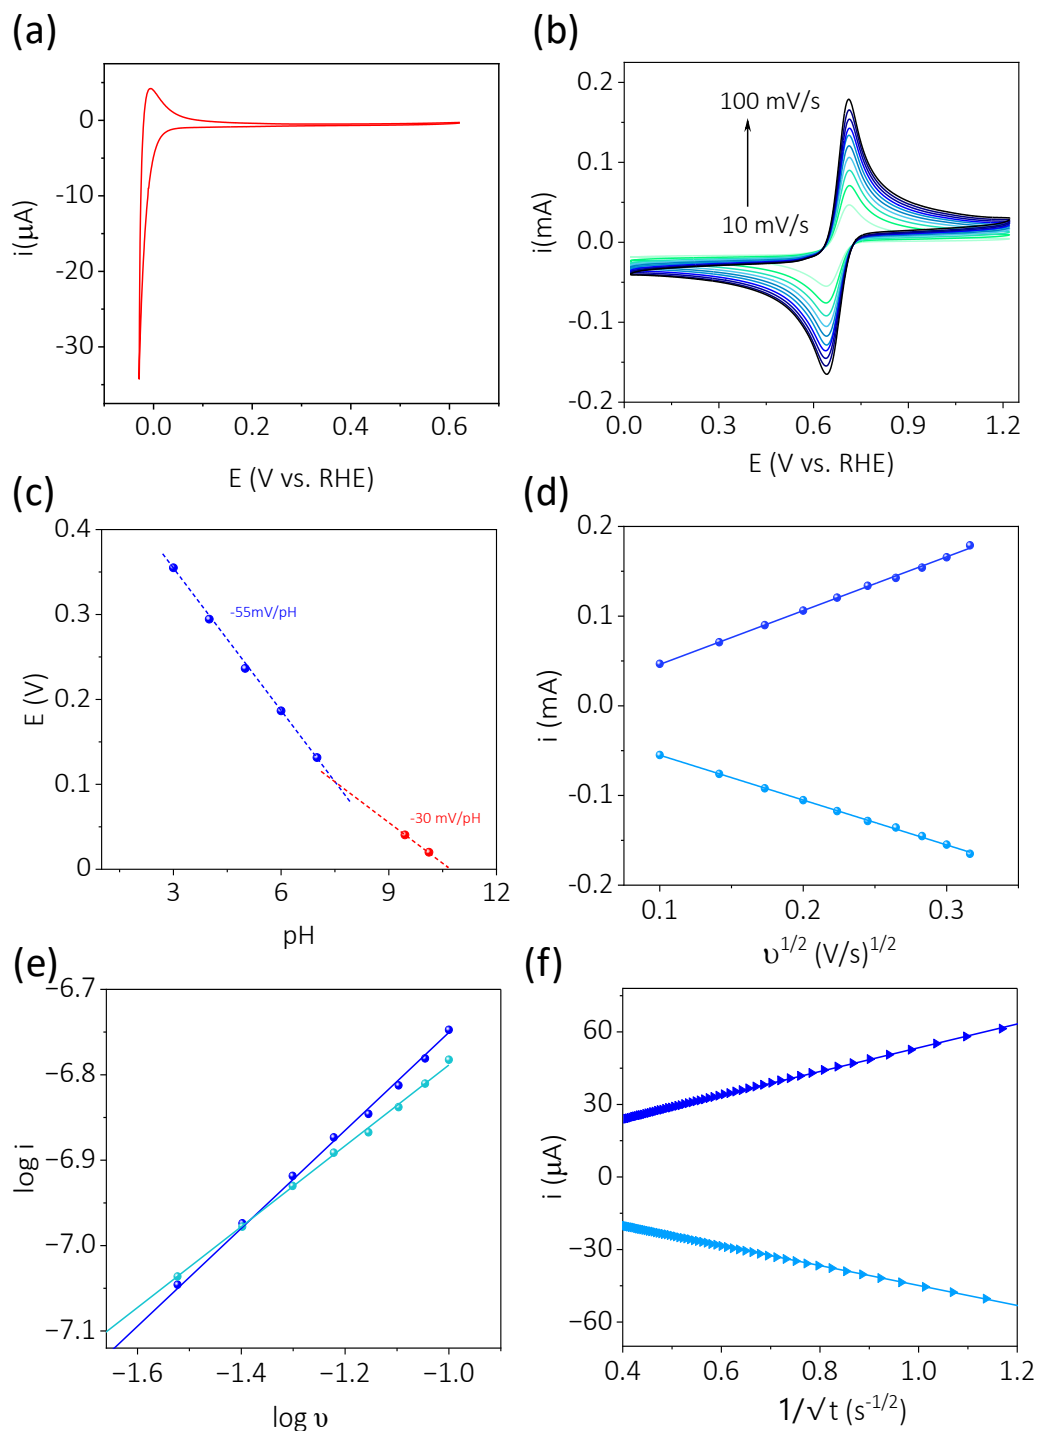 (a)
0
-10
-20
-30
i(μA)
0.0 0.2 0.4 0.6
E (V vs. RHE)
(b)
0.2
0.1
0.0
-0.1
-0.2
i(mA)
100 mV/s
10 mV/s
0.0 0.3 0.6 0.9 1.2
E (V vs. RHE)
(c)
0.4
0.3
0.2
0.1
0
E (V)
-55mV/pH
-30 mV/pH
3 6 9 12
pH
(d)
0.2
0.1
0.0
-0.1
-0.2
i (mA)
0.1 0.2 0.3
υ1/2 (V/s)1/2
(e)
−6.7
−6.8
−6.9
−7.0
−7.1
log i
−1.6 −1.4 −1.2 −1.0
log υ
(f)
60
30
0
−30
−60
i (μA)
0.4 0.6 0.8 1.0 1.2
1/√t (s-1/2)